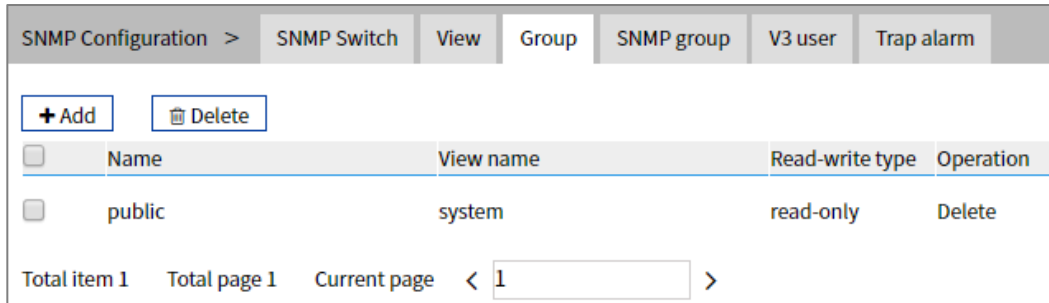 SNMP Configuration > SNMP Switch View Group SNMP group V3 user Trap alarm
+ Add Delete
Name View name Read-write type Operation
public system read-only Delete
Total item 1 Total page 1 Current page < 1 >